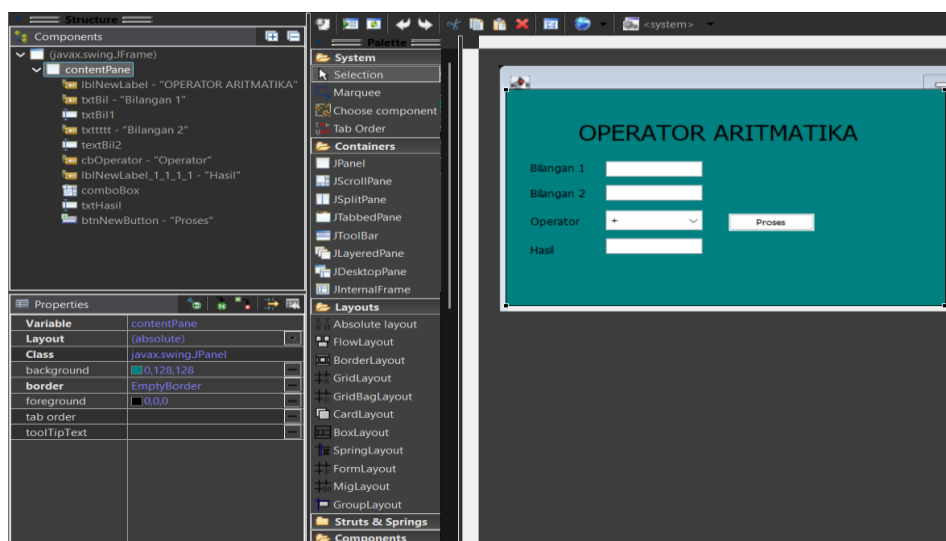 Structure
Components
(javax.swing.JFrame)
contentPane
lblNewLabel - "OPERATOR ARITMATIKA"
txtBil - "Bilangan 1"
txtBil1
txttttt - "Bilangan 2"
textBil2
cbOperator - "Operator"
lblNewLabel_1_1_1_1 - "Hasil"
comboBox
txtHasil
btnNewButton - "Proses"
Properties
Variable contentPane
Layout (absolute)
Class javax.swing.JPanel
background 0,128,128
border EmptyBorder
foreground 0,0,0
tab order
toolTipText
<system>
Palette
System
Selection
Marquee
Choose component
Tab Order
Containers
JPanel
JScrollPane
JSplitPane
JTabbedPane
JToolBar
JLayeredPane
JDesktopPane
JInternalFrame
Layouts
Absolute layout
FlowLayout
BorderLayout
GridLayout
GridBagLayout
CardLayout
BoxLayout
SpringLayout
FormLayout
MigLayout
GroupLayout
Struts & Springs
Components
OPERATOR ARITMATIKA
Bilangan 1
Bilangan 2
Operator + Proses
Hasil